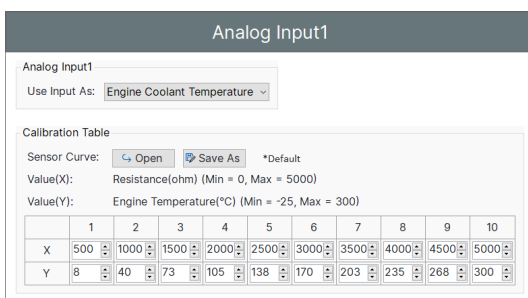 Analog Input1
Analog Input1
Use Input As: Engine Coolant Temperature
Calibration Table
Sensor Curve: Open Save As *Default
Value(X): Resistance(ohm) (Min = 0, Max = 5000)
Value(Y): Engine Temperature(°C) (Min = -25, Max = 300)
1 2 3 4 5 6 7 8 9 10
X 500 1000 1500 2000 2500 3000 3500 4000 4500 5000
Y 8 40 73 105 138 170 203 235 268 300